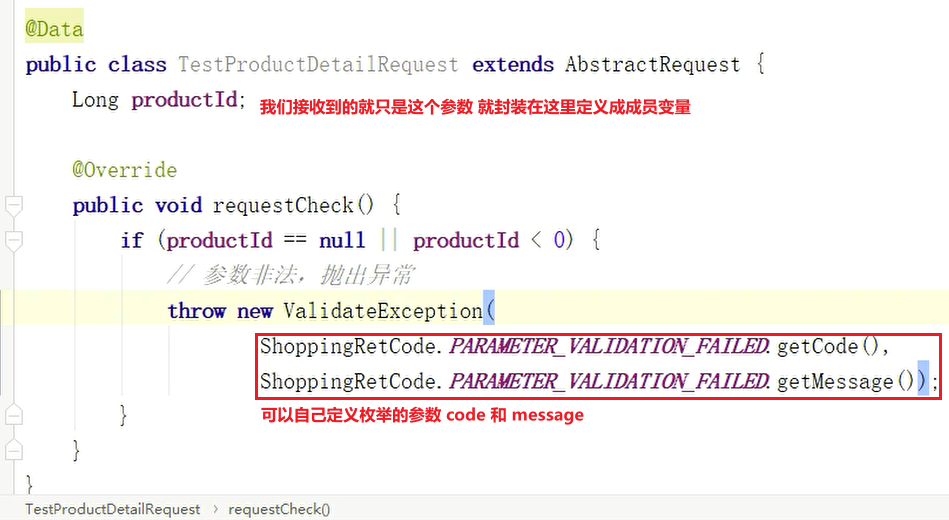 @Data
public class TestProductDetailRequest extends AbstractRequest {
Long productId; 我们接收到的就只是这个参数 就封装在这里定义成成员变量
@Override
public void requestCheck() {
if (productId == null || productId < 0) {
// 参数非法，抛出异常
throw new ValidateException(
ShoppingRetCode.PARAMETER_VALIDATION_FAILED.getCode(),
ShoppingRetCode.PARAMETER_VALIDATION_FAILED.getMessage());
} 可以自己定义枚举的参数 code 和 message
}
}
TestProductDetailRequest › requestCheck()